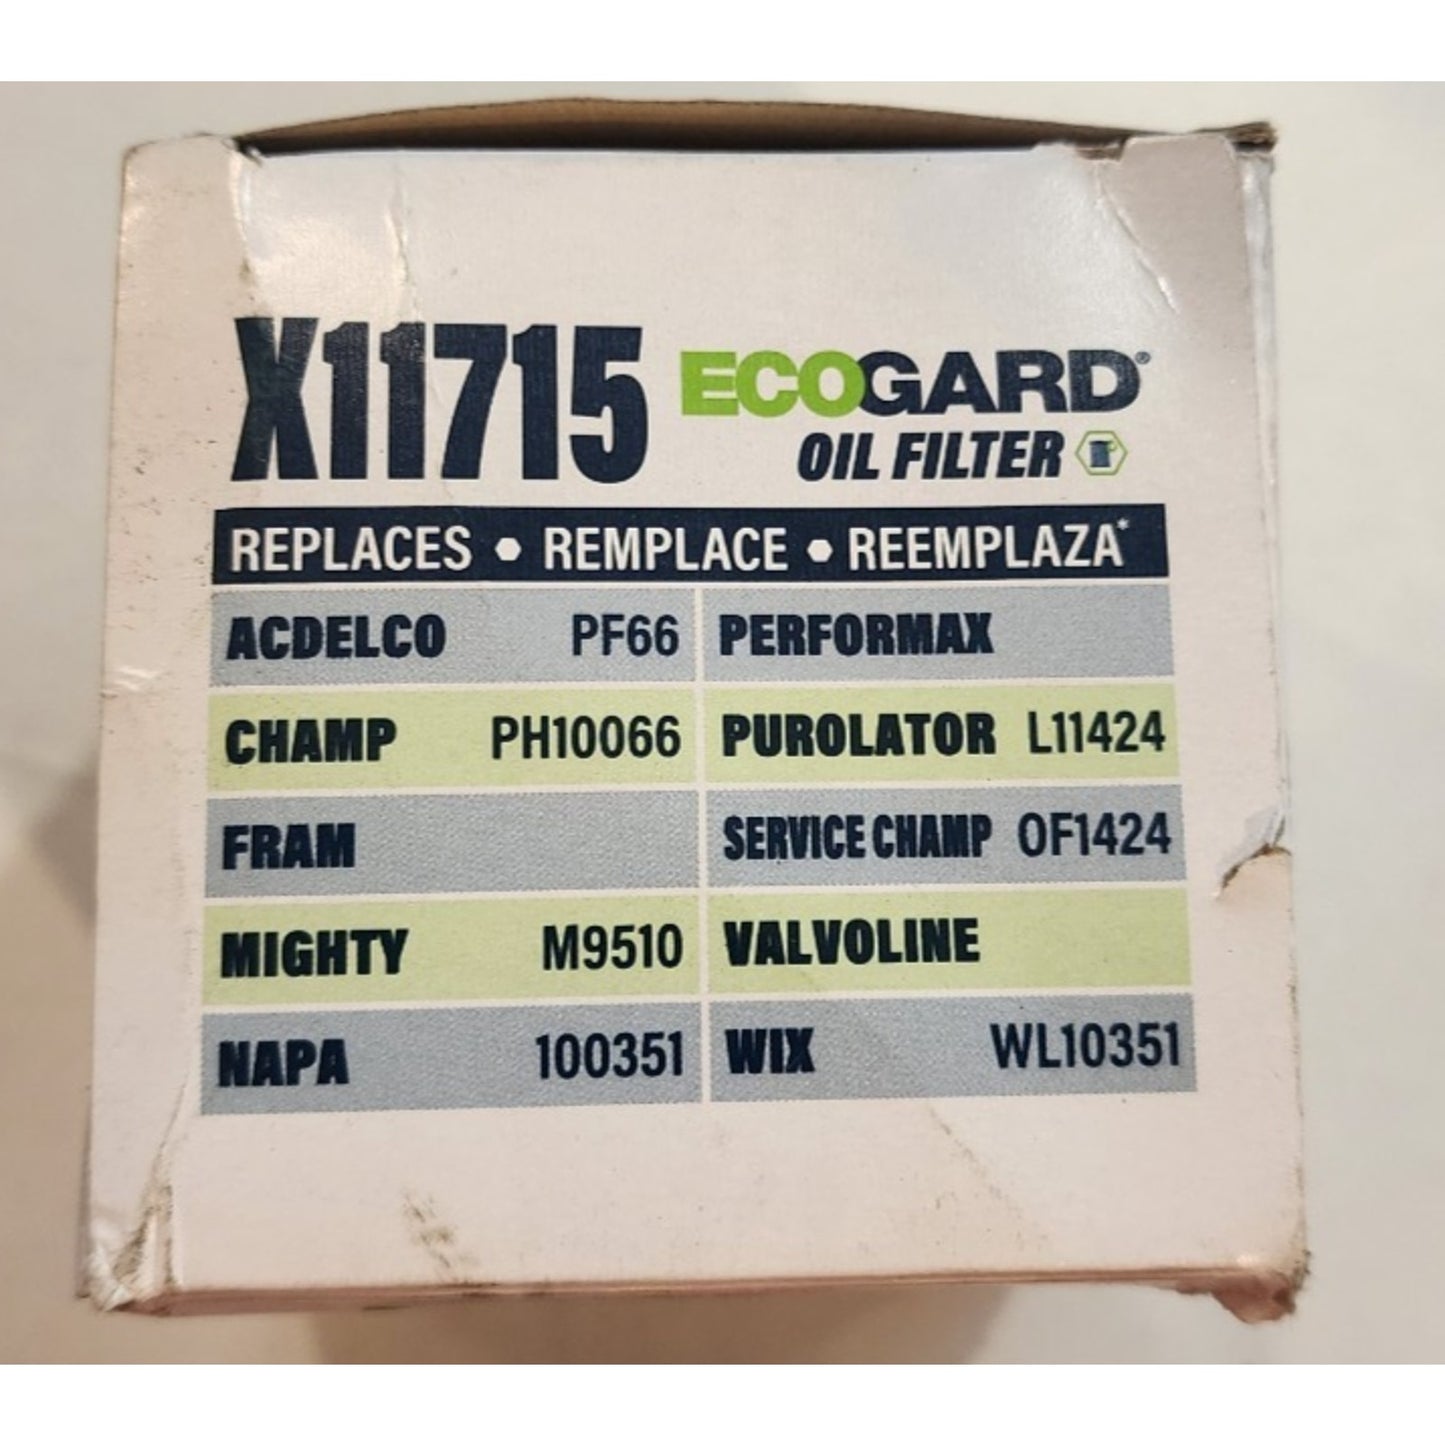 X11715 ECOGARD®
OIL FILTER
REPLACES • REMPLACE • REEMPLAZA*
ACDELCO PF66 PERFORMAX
CHAMP PH10066 PUROLATOR L11424
FRAM SERVICE CHAMP OF1424
MIGHTY M9510 VALVOLINE
NAPA 100351 WIX WL10351